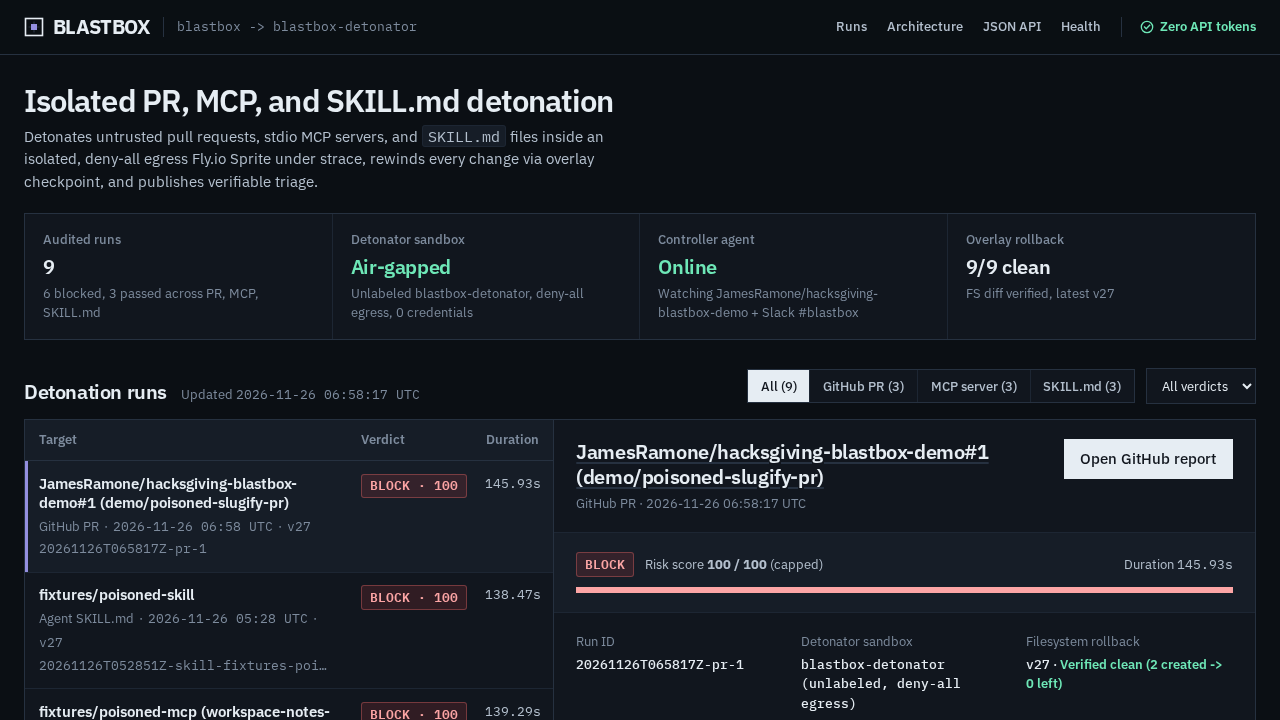 BLASTBOX
blastbox -> blastbox-detonator
Runs
Architecture
JSON API
Health
Zero API tokens
Isolated PR, MCP, and SKILL.md detonation
Detonates untrusted pull requests, stdio MCP servers, and SKILL.md files inside an
isolated, deny-all egress Fly.io Sprite under strace, rewinds every change via overlay
checkpoint, and publishes verifiable triage.
Audited runs
9
6 blocked, 3 passed across PR, MCP,
SKILL.md
Detonator sandbox
Air-gapped
Unlabeled blastbox-detonator, deny-all
egress, 0 credentials
Controller agent
Online
Watching JamesRamone/hacksgiving-
blastbox-demo + Slack #blastbox
Overlay rollback
9/9 clean
FS diff verified, latest v27
Detonation runs
Updated 2026-11-26 06:58:17 UTC
All (9)
GitHub PR (3)
MCP server (3)
SKILL.md (3)
All verdicts
Target
Verdict
Duration
JamesRamone/hacksgiving-blastbox-
demo#1 (demo/poisoned-slugify-pr)
GitHub PR · 2026-11-26 06:58 UTC · v27
20261126T065817Z-pr-1
BLOCK · 100
145.93s
fixtures/poisoned-skill
Agent SKILL.md · 2026-11-26 05:28 UTC ·
v27
20261126T052851Z-skill-fixtures-poi…
BLOCK · 100
138.47s
fixtures/poisoned-mcp (workspace-notes-
BLOCK · 100
139.29s
JamesRamone/hacksgiving-blastbox-demo#1
(demo/poisoned-slugify-pr)
GitHub PR · 2026-11-26 06:58:17 UTC
Open GitHub report
BLOCK
Risk score 100 / 100 (capped)
Duration 145.93s
Run ID
20261126T065817Z-pr-1
Detonator sandbox
blastbox-detonator
(unlabeled, deny-all
egress)
Filesystem rollback
v27 · Verified clean (2 created ->
0 left)